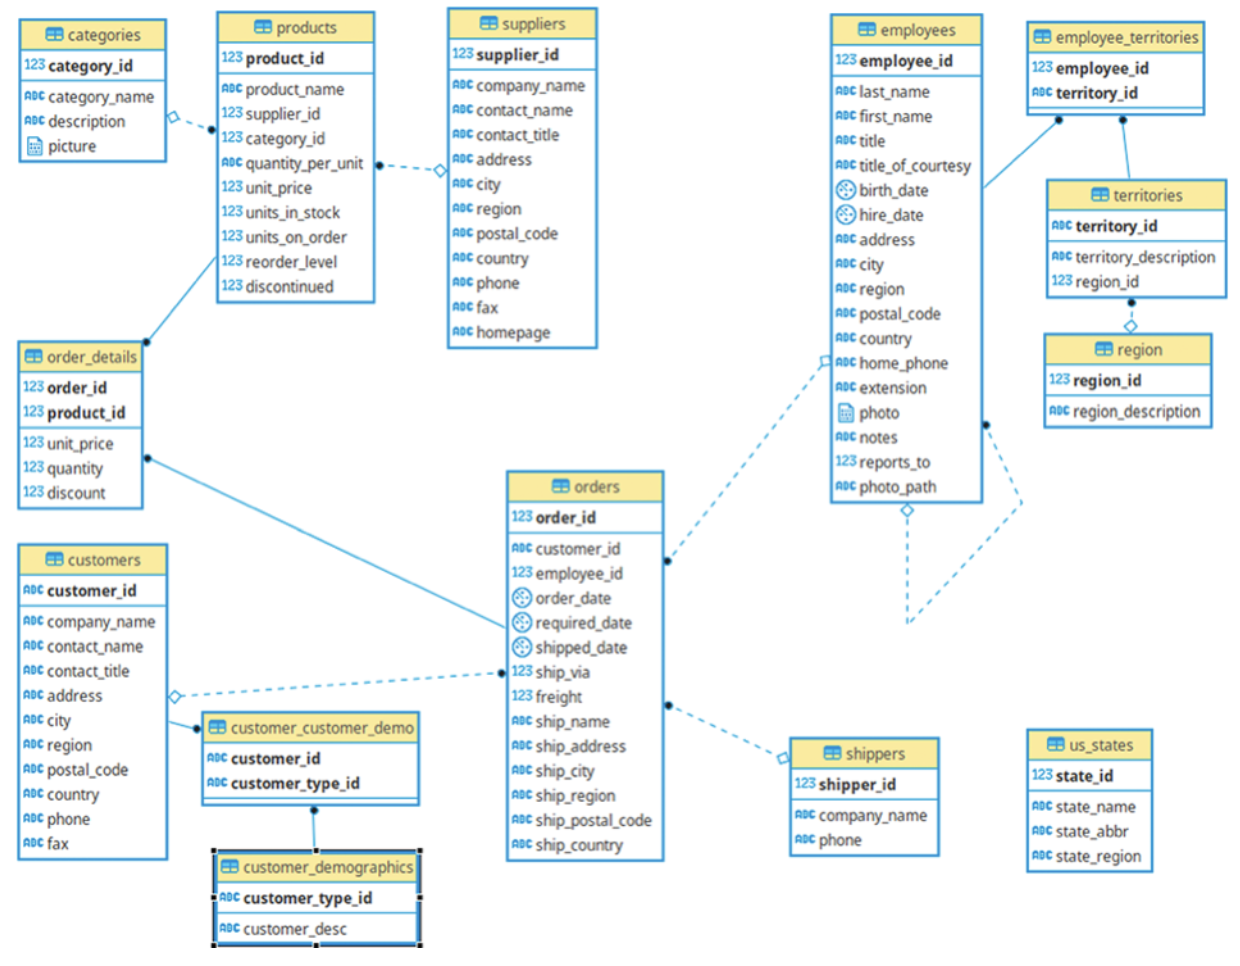 categories
123 category_id
ABC category_name
ABC description
picture
products
123 product_id
ABC product_name
123 supplier_id
123 category_id
ABC quantity_per_unit
123 unit_price
123 units_in_stock
123 units_on_order
123 reorder_level
123 discontinued
suppliers
123 supplier_id
ABC company_name
ABC contact_name
ABC contact_title
ABC address
ABC city
ABC region
ABC postal_code
ABC country
ABC phone
ABC fax
ABC homepage
employees
123 employee_id
ABC last_name
ABC first_name
ABC title
ABC title_of_courtesy
birth_date
hire_date
ABC address
ABC city
ABC region
ABC postal_code
ABC country
ABC home_phone
ABC extension
photo
ABC notes
123 reports_to
ABC photo_path
employee_territories
123 employee_id
ABC territory_id
territories
ABC territory_id
ABC territory_description
123 region_id
region
123 region_id
ABC region_description
order_details
123 order_id
123 product_id
123 unit_price
123 quantity
123 discount
orders
123 order_id
ABC customer_id
123 employee_id
order_date
required_date
shipped_date
123 ship_via
123 freight
ABC ship_name
ABC ship_address
ABC ship_city
ABC ship_region
ABC ship_postal_code
ABC ship_country
customers
ABC customer_id
ABC company_name
ABC contact_name
ABC contact_title
ABC address
ABC city
ABC region
ABC postal_code
ABC country
ABC phone
ABC fax
customer_customer_demo
ABC customer_id
ABC customer_type_id
customer_demographics
ABC customer_type_id
ABC customer_desc
shippers
123 shipper_id
ABC company_name
ABC phone
us_states
123 state_id
ABC state_name
ABC state_abbr
ABC state_region